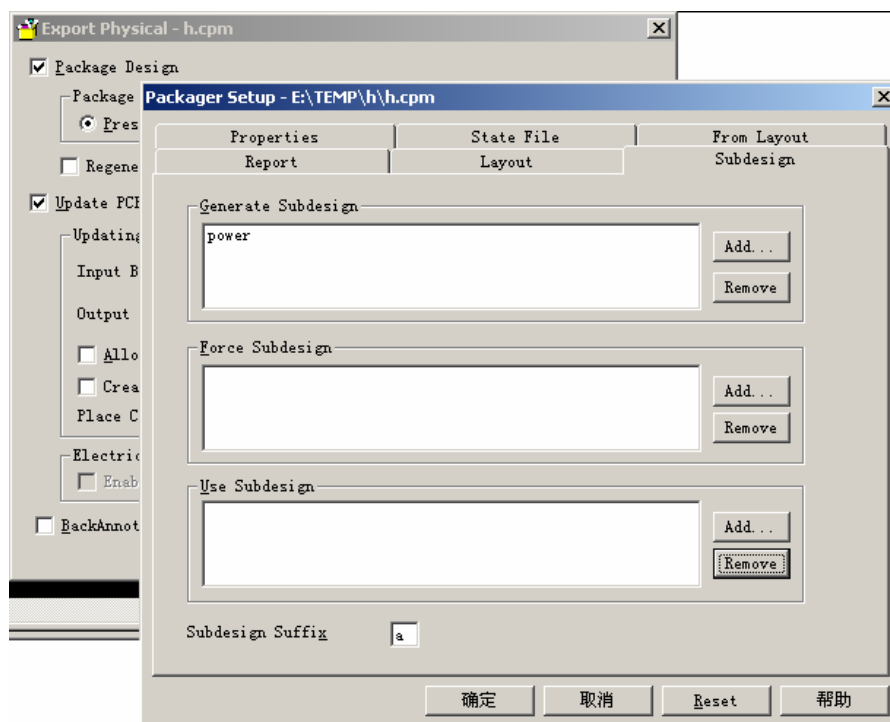 Export Physical - h.cpm
Package Design
Package
Pres
Regene
Update PCB
Updating
Input B
Output
Allo
Crea
Place C
Electric
Enab
BackAnnot
Packager Setup - E:\TEMP\h\h.cpm
Properties State File From Layout
Report Layout Subdesign
Generate Subdesign
power
Add...
Remove
Force Subdesign
Add...
Remove
Use Subdesign
Add...
Remove
Subdesign Suffix a
确定 取消 Reset 帮助